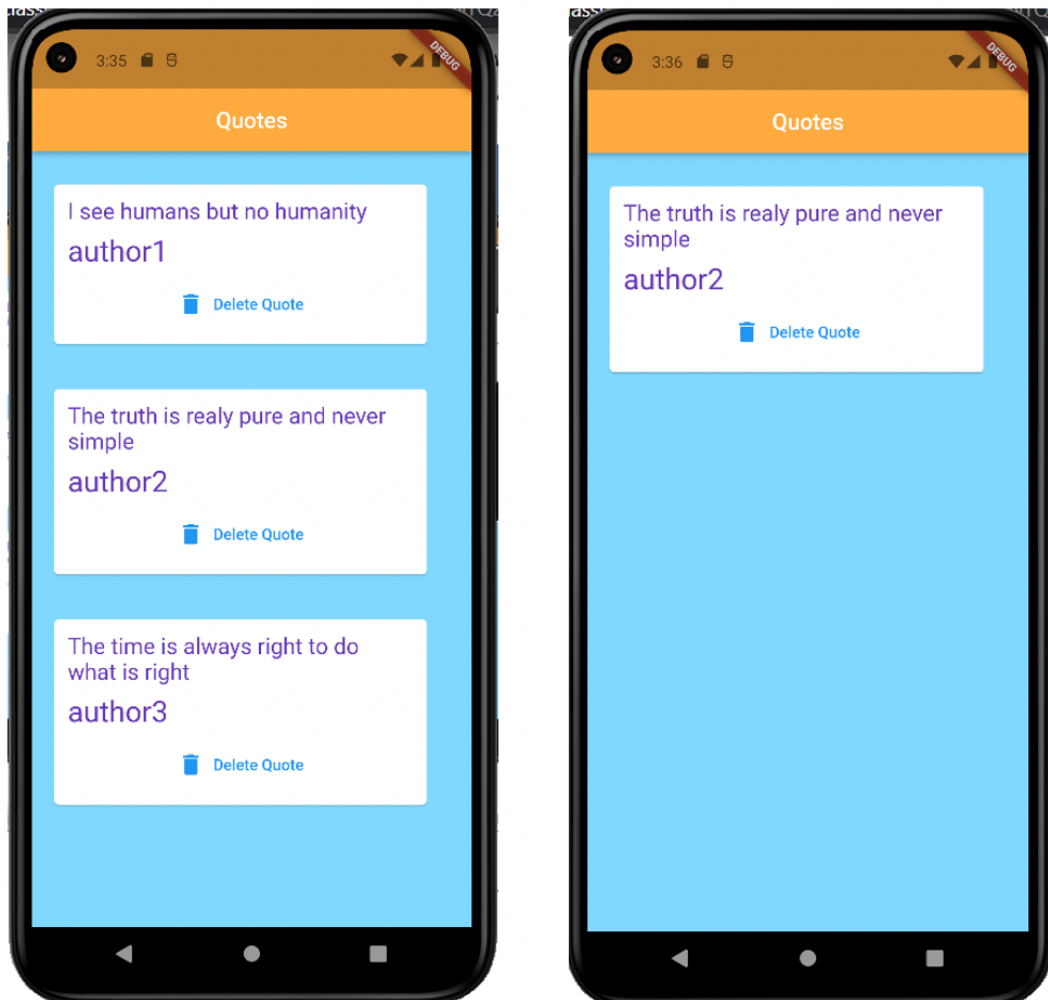 3:35
DEBUG
Quotes
I see humans but no humanity
author1
Delete Quote
The truth is realy pure and never
simple
author2
Delete Quote
The time is always right to do
what is right
author3
Delete Quote
3:36
DEBUG
Quotes
The truth is realy pure and never
simple
author2
Delete Quote